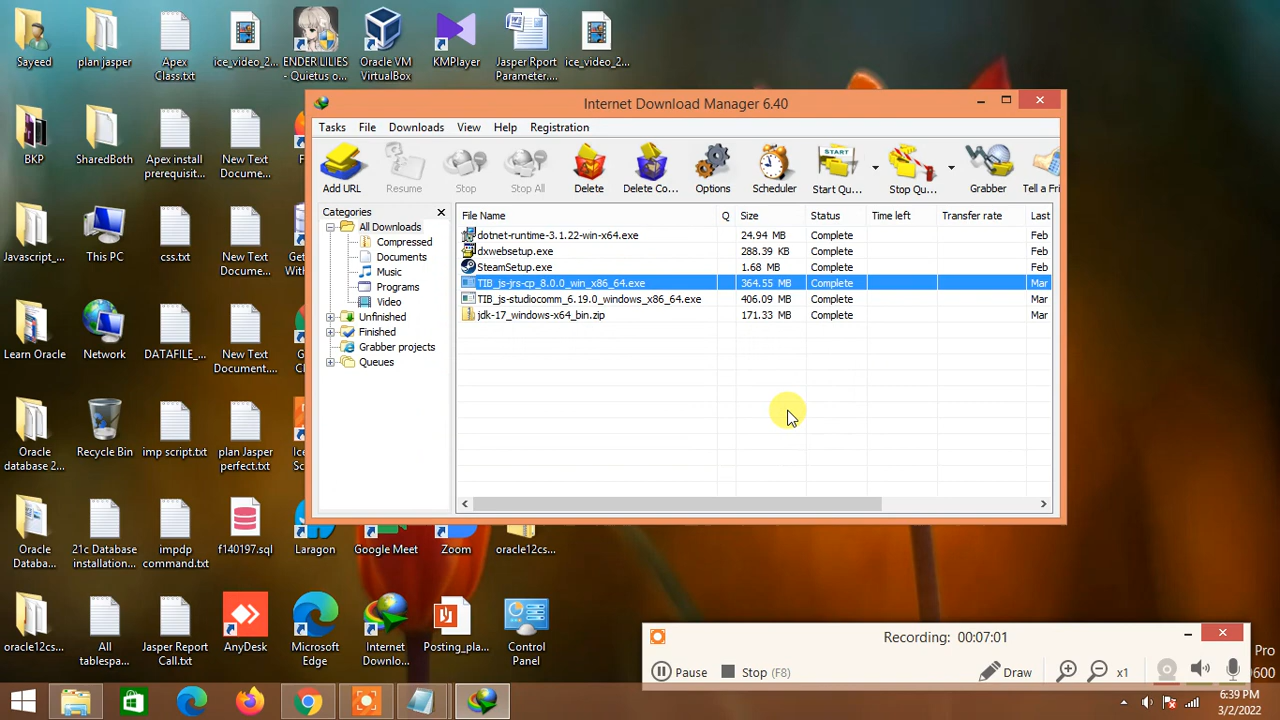 Sayeed
plan jasper
Apex
Class.txt
ice_video_2...
ENDER LILIES
- Quietus o...
Oracle VM
VirtualBox
KMPlayer
Jasper Rport
Parameter....
ice_video_2...
BKP
SharedBoth
Apex install
prerequisit...
New Text
Docume...
Javascript_...
This PC
css.txt
New Text
Docume...
Learn Oracle
Network
DATAFILE_...
New Text
Document....
Oracle
database 2...
Recycle Bin
imp script.txt
plan Jasper
perfect.txt
Oracle
Databa...
21c Database
installation...
impdp
command.txt
f140197.sql
Laragon
Google Meet
Zoom
oracle12cs...
oracle12cs...
All
tablespa...
Jasper Report
Call.txt
AnyDesk
Microsoft
Edge
Internet
Downlo...
Posting_pla...
Control
Panel
Internet Download Manager 6.40
Tasks File Downloads View Help Registration
Add URL Resume Stop Stop All Delete Delete Co... Options Scheduler Start Qu... Stop Qu... Grabber Tell a Fri
START
STOP
Categories
All Downloads
Compressed
Documents
Music
Programs
Video
Unfinished
Finished
Grabber projects
Queues
File Name Q Size Status Time left Transfer rate Last
dotnet-runtime-3.1.22-win-x64.exe 24.94 MB Complete Feb
dxwebsetup.exe 288.39 KB Complete Feb
SteamSetup.exe 1.68 MB Complete Feb
TIB_js-jrs-cp_8.0.0_win_x86_64.exe 364.55 MB Complete Mar
TIB_js-studiocomm_6.19.0_windows_x86_64.exe 406.09 MB Complete Mar
jdk-17_windows-x64_bin.zip 171.33 MB Complete Mar
Recording: 00:07:01
Pause Stop (F8) Draw x1
Pro
600
6:39 PM
3/2/2022